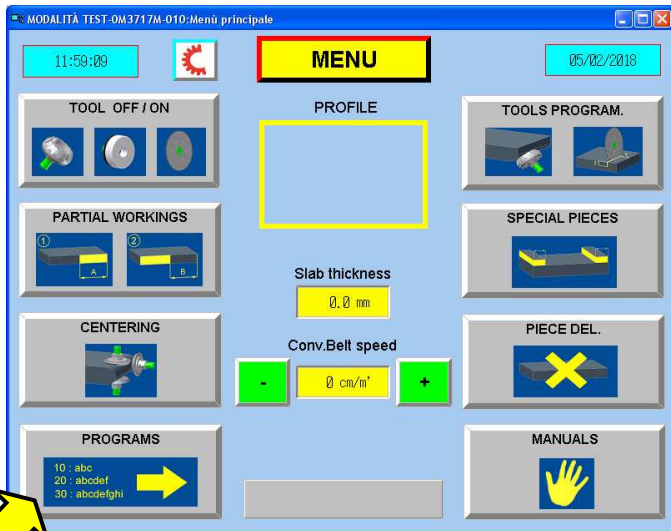 MODALITÀ TEST-0M3717M-010:Menù principale
11:59:09
MENU
05/02/2018
TOOL OFF / ON
PROFILE
TOOLS PROGRAM.
PARTIAL WORKINGS
1
2
A
B
SPECIAL PIECES
Slab thickness
0.0 mm
CENTERING
Conv.Belt speed
-
0 cm/m'
+
PIECE DEL.
PROGRAMS
10 : abc
20 : abcdef
30 : abcdefghi
MANUALS